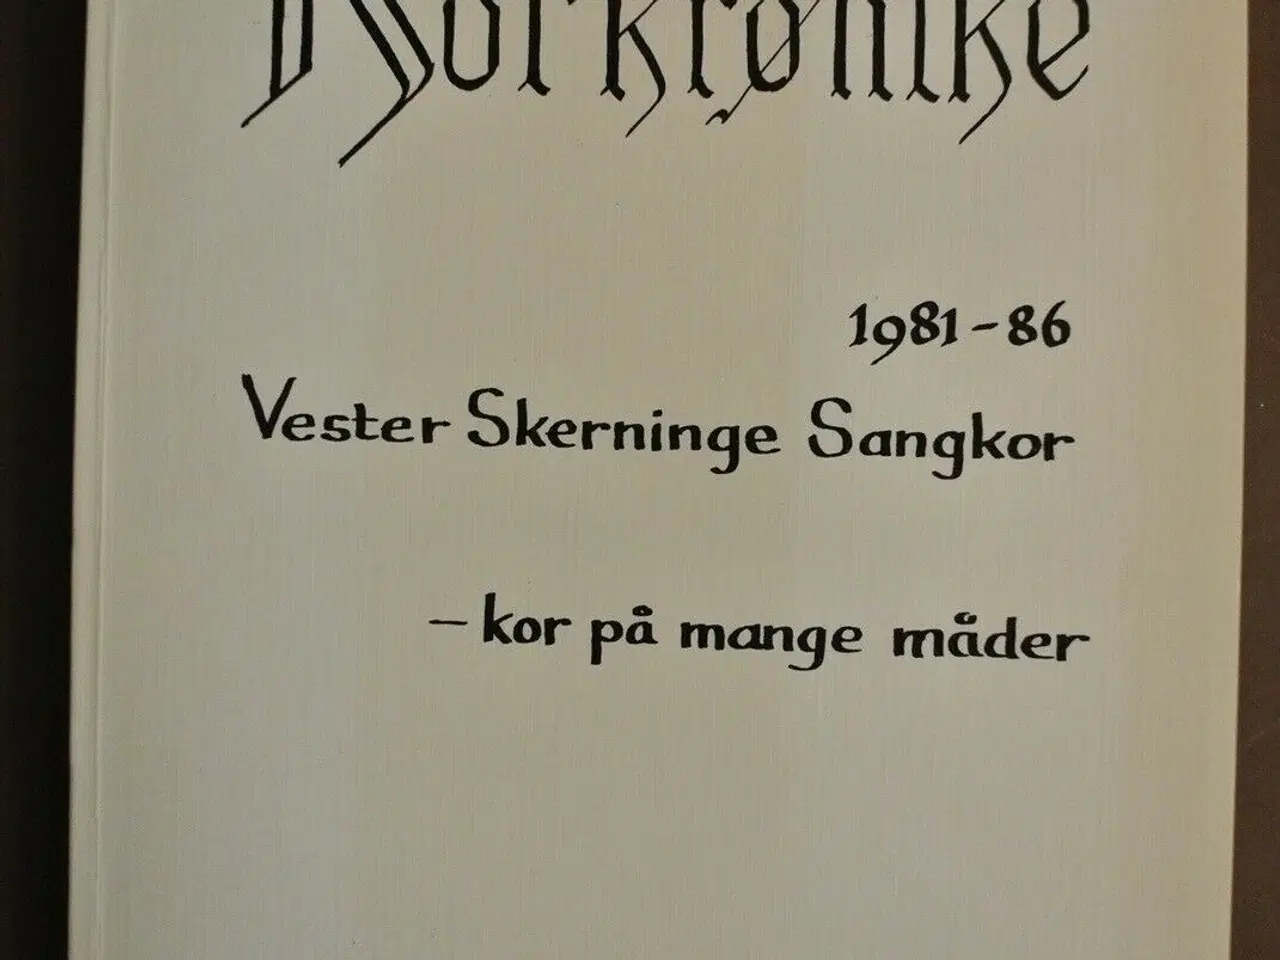 Korkrønike
1981-86
Vester Skerninge Sangkor
- kor på mange måder